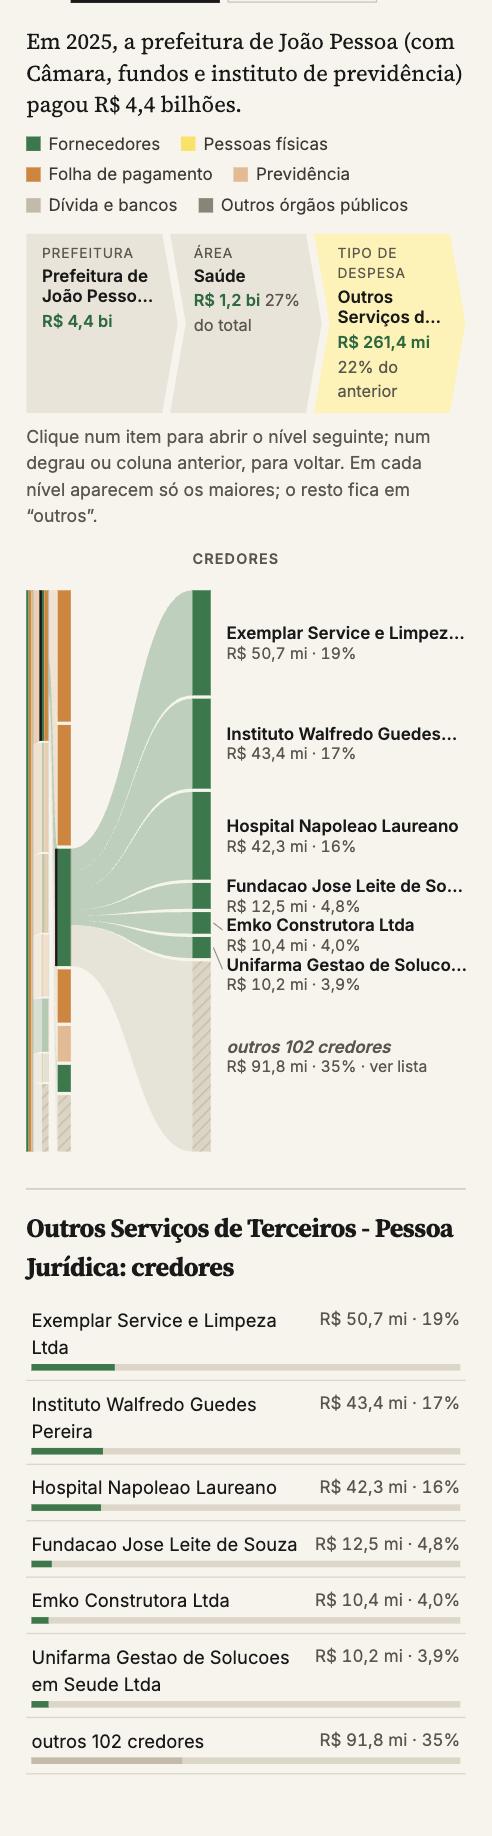 Em 2025, a prefeitura de João Pessoa (com
Câmara, fundos e instituto de previdência)
pagou R$ 4,4 bilhões.
Fornecedores
Pessoas físicas
Folha de pagamento
Previdência
Dívida e bancos
Outros órgãos públicos
PREFEITURA
Prefeitura de
João Pesso…
R$ 4,4 bi
ÁREA
Saúde
R$ 1,2 bi 27%
do total
TIPO DE
DESPESA
Outros
Serviços d…
R$ 261,4 mi
22% do
anterior
Clique num item para abrir o nível seguinte; num
degrau ou coluna anterior, para voltar. Em cada
nível aparecem só os maiores; o resto fica em
“outros”.
CREDORES
Exemplar Service e Limpez…
R$ 50,7 mi · 19%
Instituto Walfredo Guedes…
R$ 43,4 mi · 17%
Hospital Napoleao Laureano
R$ 42,3 mi · 16%
Fundacao Jose Leite de So…
R$ 12,5 mi · 4,8%
Emko Construtora Ltda
R$ 10,4 mi · 4,0%
Unifarma Gestao de Soluco…
R$ 10,2 mi · 3,9%
outros 102 credores
R$ 91,8 mi · 35% · ver lista
Outros Serviços de Terceiros - Pessoa
Jurídica: credores
Exemplar Service e Limpeza
Ltda
R$ 50,7 mi · 19%
Instituto Walfredo Guedes
Pereira
R$ 43,4 mi · 17%
Hospital Napoleao Laureano
R$ 42,3 mi · 16%
Fundacao Jose Leite de Souza
R$ 12,5 mi · 4,8%
Emko Construtora Ltda
R$ 10,4 mi · 4,0%
Unifarma Gestao de Solucoes
em Seude Ltda
R$ 10,2 mi · 3,9%
outros 102 credores
R$ 91,8 mi · 35%